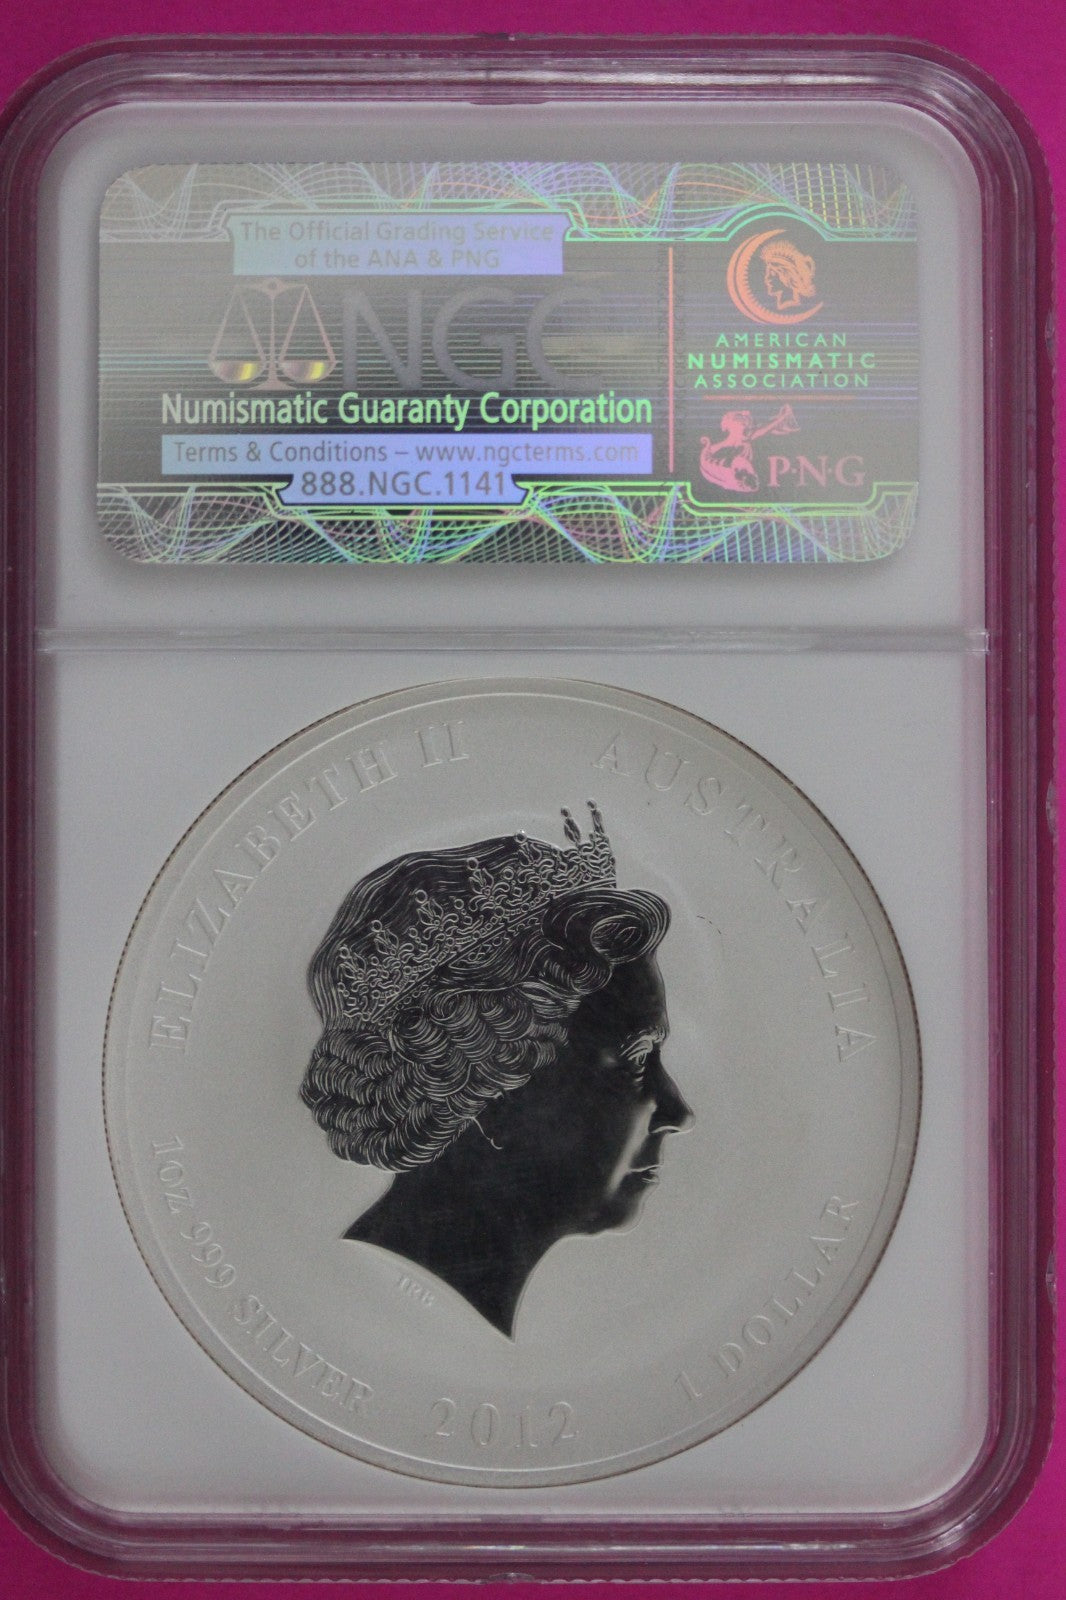 The Official Grading Service
of the ANA & PNG
NGC
Numismatic Guaranty Corporation
Terms & Conditions – www.ngcterms.com
888.NGC.1141
AMERICAN
NUMISMATIC
ASSOCIATION
P·N·G
ELIZABETH II AUSTRALIA
1OZ 999 SILVER 2012 1 DOLLAR
IRB